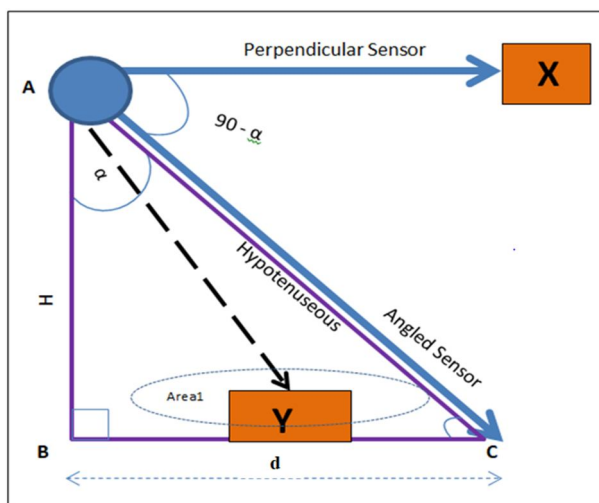 Perpendicular Sensor
X
A
90 - α
α
Hypotenuseous
H
Angled Sensor
Area1
Y
B
C
d